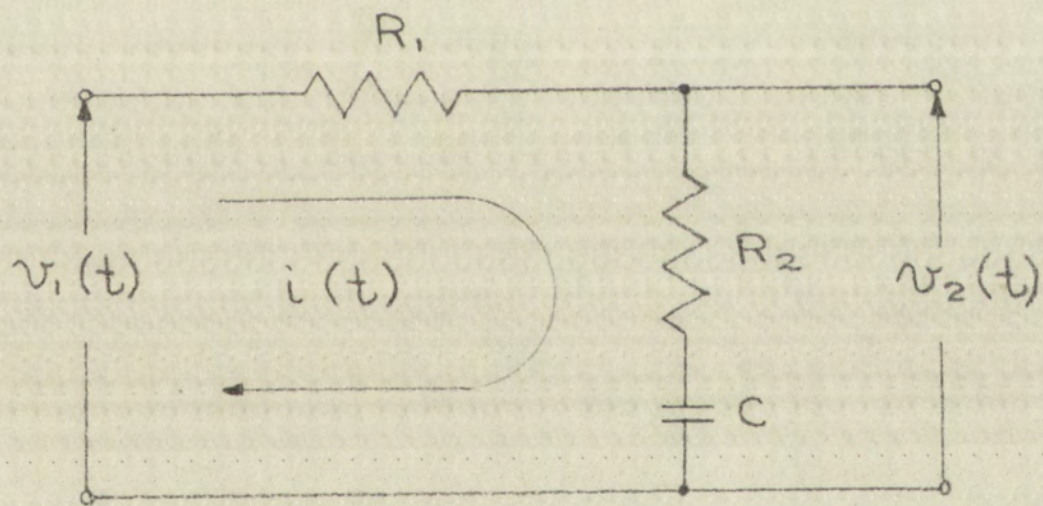 R₁
v₁(t)
i(t)
R₂
v₂(t)
C